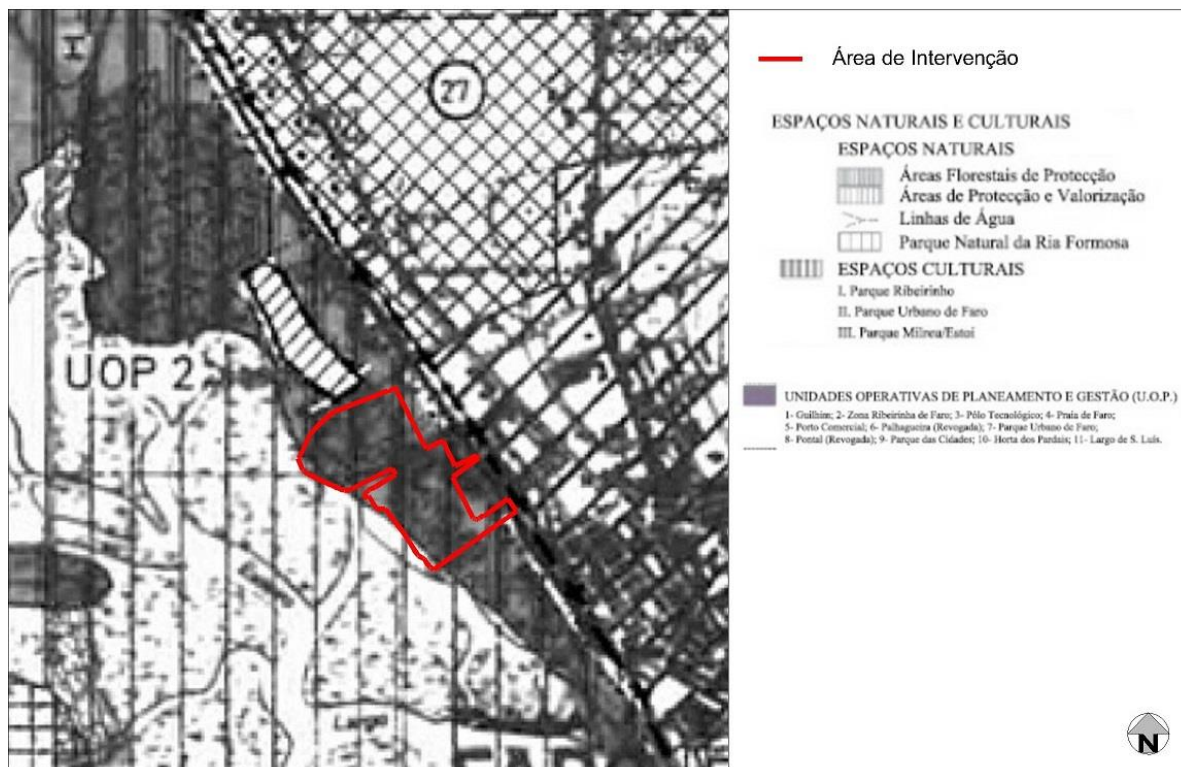 I
27
UOP 2
Largo
Área de Intervenção
ESPAÇOS NATURAIS E CULTURAIS
ESPAÇOS NATURAIS
Áreas Florestais de Protecção
Áreas de Protecção e Valorização
Linhas de Água
Parque Natural da Ria Formosa
ESPAÇOS CULTURAIS
I. Parque Ribeirinho
II. Parque Urbano de Faro
III. Parque Milreu/Estoi
UNIDADES OPERATIVAS DE PLANEAMENTO E GESTÃO (U.O.P.)
1- Guilhim; 2- Zona Ribeirinha de Faro; 3- Pólo Tecnológico; 4- Praia de Faro;
5- Porto Comercial; 6- Palhagueira (Revogada); 7- Parque Urbano de Faro;
8- Pontal (Revogada); 9- Parque das Cidades; 10- Horta dos Pardais; 11- Largo de S. Luís.
N